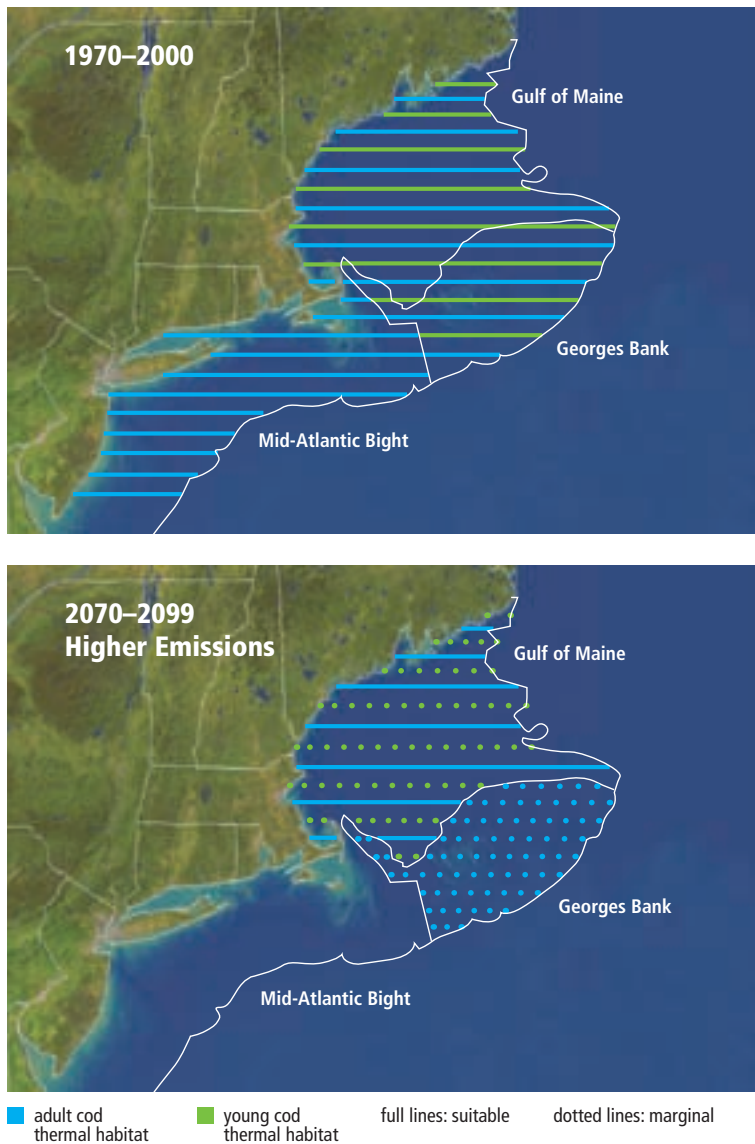 1970–2000
Gulf of Maine
Georges Bank
Mid-Atlantic Bight
2070–2099
Higher Emissions
Gulf of Maine
Georges Bank
Mid-Atlantic Bight
adult cod
thermal habitat
young cod
thermal habitat
full lines: suitable
dotted lines: marginal